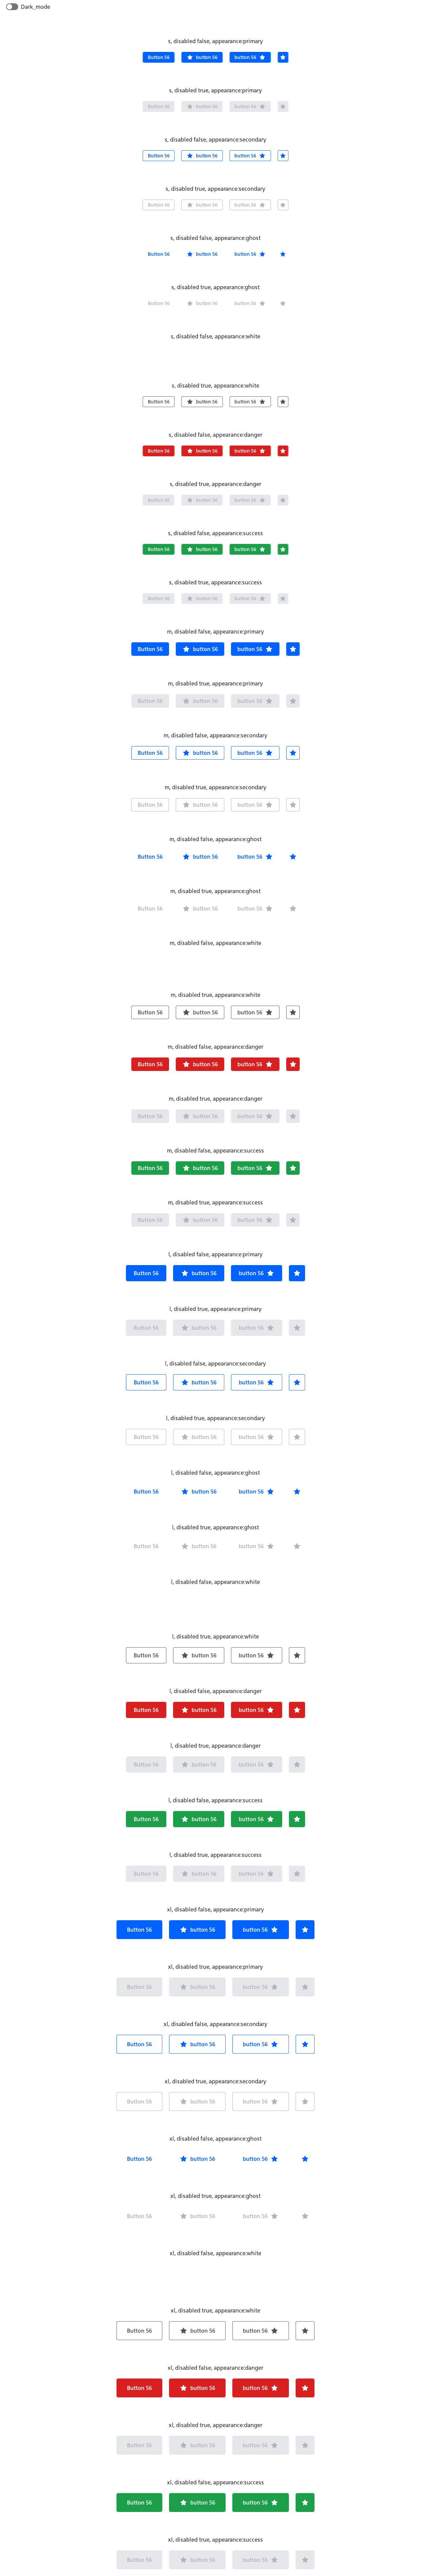 Dark_mode
s, disabled false, appearance:primary
Button 56 button 56 button 56
s, disabled true, appearance:primary
Button 56 button 56 button 56
s, disabled false, appearance:secondary
Button 56 button 56 button 56
s, disabled true, appearance:secondary
Button 56 button 56 button 56
s, disabled false, appearance:ghost
Button 56 button 56 button 56
s, disabled true, appearance:ghost
Button 56 button 56 button 56
s, disabled false, appearance:white
s, disabled true, appearance:white
Button 56 button 56 button 56
s, disabled false, appearance:danger
Button 56 button 56 button 56
s, disabled true, appearance:danger
Button 56 button 56 button 56
s, disabled false, appearance:success
Button 56 button 56 button 56
s, disabled true, appearance:success
Button 56 button 56 button 56
m, disabled false, appearance:primary
Button 56 button 56 button 56
m, disabled true, appearance:primary
Button 56 button 56 button 56
m, disabled false, appearance:secondary
Button 56 button 56 button 56
m, disabled true, appearance:secondary
Button 56 button 56 button 56
m, disabled false, appearance:ghost
Button 56 button 56 button 56
m, disabled true, appearance:ghost
Button 56 button 56 button 56
m, disabled false, appearance:white
m, disabled true, appearance:white
Button 56 button 56 button 56
m, disabled false, appearance:danger
Button 56 button 56 button 56
m, disabled true, appearance:danger
Button 56 button 56 button 56
m, disabled false, appearance:success
Button 56 button 56 button 56
m, disabled true, appearance:success
Button 56 button 56 button 56
l, disabled false, appearance:primary
Button 56 button 56 button 56
l, disabled true, appearance:primary
Button 56 button 56 button 56
l, disabled false, appearance:secondary
Button 56 button 56 button 56
l, disabled true, appearance:secondary
Button 56 button 56 button 56
l, disabled false, appearance:ghost
Button 56 button 56 button 56
l, disabled true, appearance:ghost
Button 56 button 56 button 56
l, disabled false, appearance:white
l, disabled true, appearance:white
Button 56 button 56 button 56
l, disabled false, appearance:danger
Button 56 button 56 button 56
l, disabled true, appearance:danger
Button 56 button 56 button 56
l, disabled false, appearance:success
Button 56 button 56 button 56
l, disabled true, appearance:success
Button 56 button 56 button 56
xl, disabled false, appearance:primary
Button 56 button 56 button 56
xl, disabled true, appearance:primary
Button 56 button 56 button 56
xl, disabled false, appearance:secondary
Button 56 button 56 button 56
xl, disabled true, appearance:secondary
Button 56 button 56 button 56
xl, disabled false, appearance:ghost
Button 56 button 56 button 56
xl, disabled true, appearance:ghost
Button 56 button 56 button 56
xl, disabled false, appearance:white
xl, disabled true, appearance:white
Button 56 button 56 button 56
xl, disabled false, appearance:danger
Button 56 button 56 button 56
xl, disabled true, appearance:danger
Button 56 button 56 button 56
xl, disabled false, appearance:success
Button 56 button 56 button 56
xl, disabled true, appearance:success
Button 56 button 56 button 56